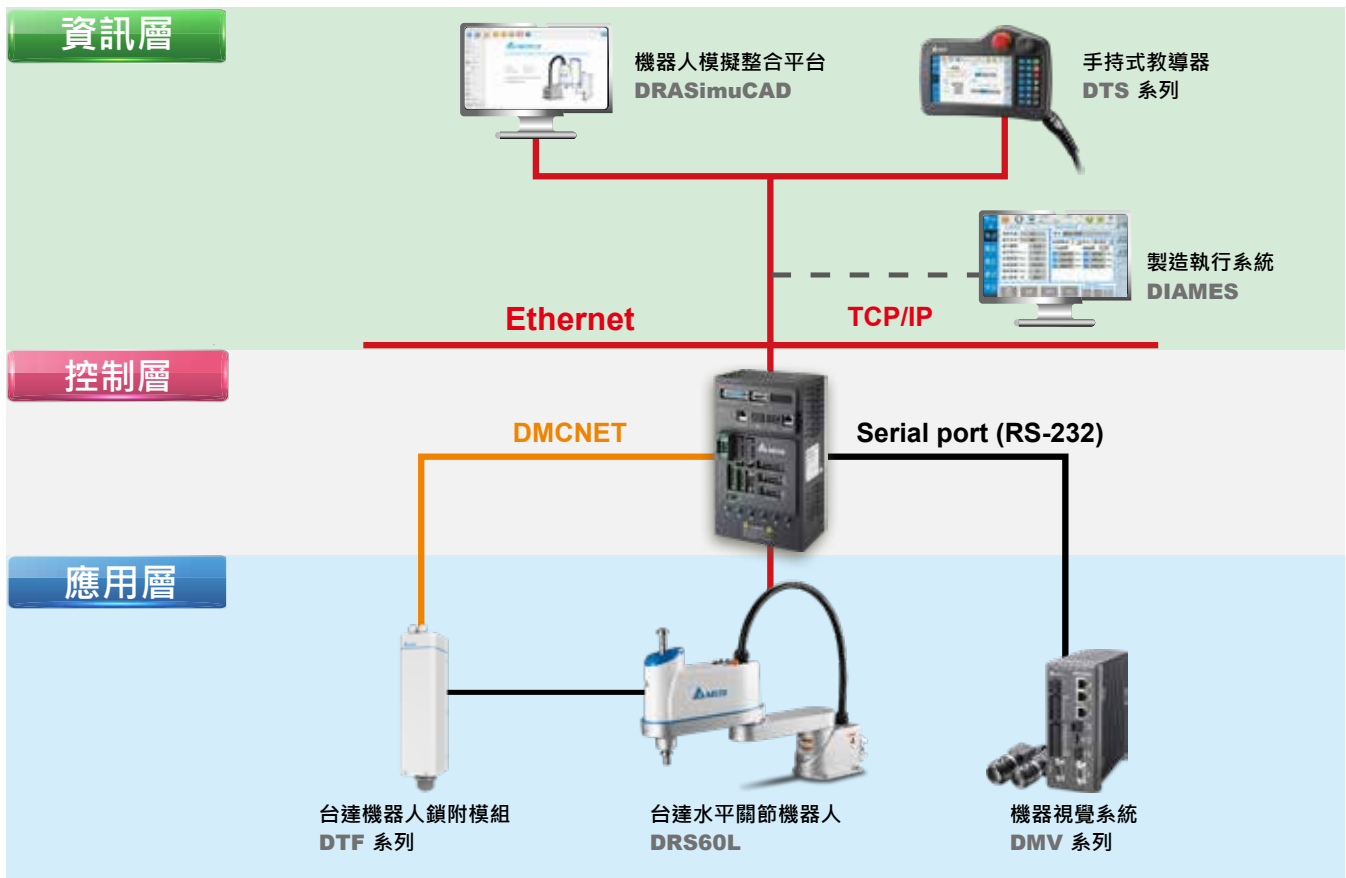 資訊層
機器人模擬整合平台
DRASimuCAD
手持式教導器
DTS 系列
製造執行系統
DIAMES
Ethernet
TCP/IP
控制層
DMCNET
Serial port (RS-232)
應用層
台達機器人鎖附模組
DTF 系列
台達水平關節機器人
DRS60L
機器視覺系統
DMV 系列